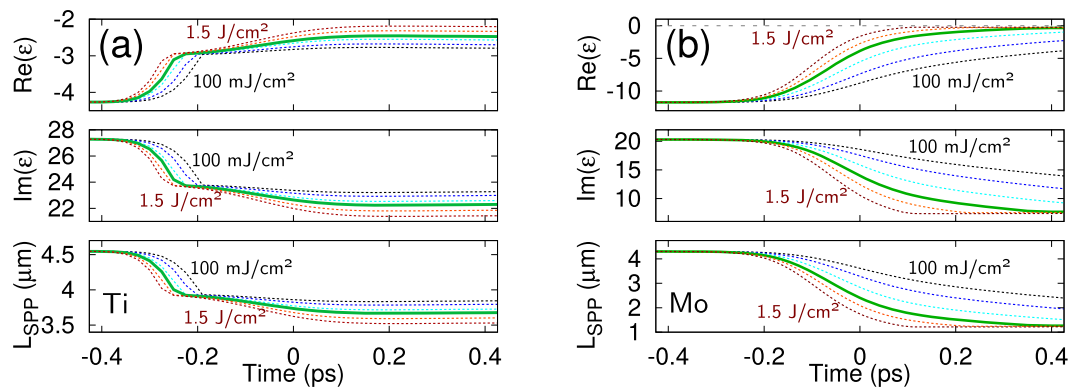 (a)
Re(ε)
-2
-3
-4
1.5 J/cm²
100 mJ/cm²
Im(ε)
28
26
24
22
100 mJ/cm²
1.5 J/cm²
L_SPP (μm)
4.5
4
3.5
100 mJ/cm²
1.5 J/cm²
Ti
-0.4 -0.2 0 0.2 0.4
Time (ps)
(b)
Re(ε)
0
-5
-10
1.5 J/cm²
100 mJ/cm²
Im(ε)
20
15
10
100 mJ/cm²
1.5 J/cm²
L_SPP (μm)
4
3
2
1
100 mJ/cm²
1.5 J/cm²
Mo
-0.4 -0.2 0 0.2 0.4
Time (ps)